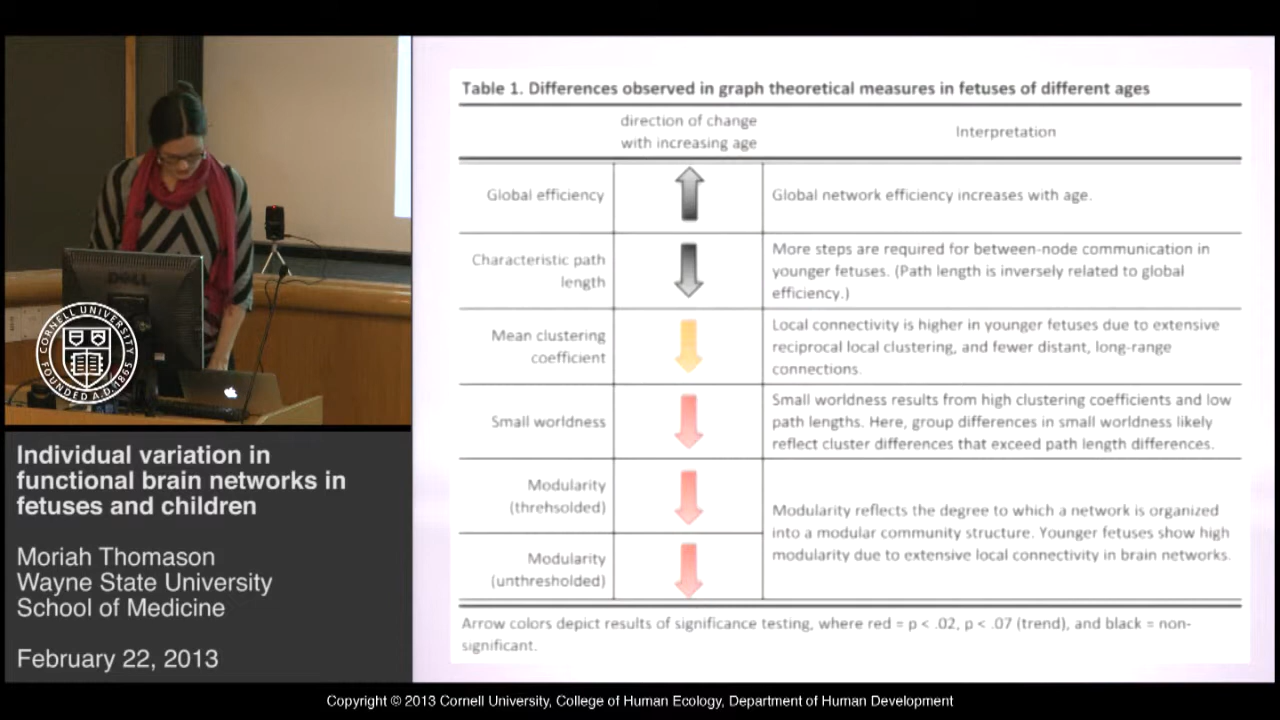 Table 1. Differences observed in graph theoretical measures in fetuses of different ages
direction of change
with increasing age
Interpretation
Global efficiency
Global network efficiency increases with age.
Characteristic path
length
More steps are required for between-node communication in
younger fetuses. (Path length is inversely related to global
efficiency.)
Mean clustering
coefficient
Local connectivity is higher in younger fetuses due to extensive
reciprocal local clustering, and fewer distant, long-range
connections.
Small worldness
Small worldness results from high clustering coefficients and low
path lengths. Here, group differences in small worldness likely
reflect cluster differences that exceed path length differences.
Modularity
(threhsolded)
Modularity
(unthresholded)
Modularity reflects the degree to which a network is organized
into a modular community structure. Younger fetuses show high
modularity due to extensive local connectivity in brain networks.
Arrow colors depict results of significance testing, where red = p < .02, p < .07 (trend), and black = non-
significant.
DELL
CORNELL UNIVERSITY
FOUNDED A.D. 1865
Individual variation in
functional brain networks in
fetuses and children
Moriah Thomason
Wayne State University
School of Medicine
February 22, 2013
Copyright © 2013 Cornell University, College of Human Ecology, Department of Human Development